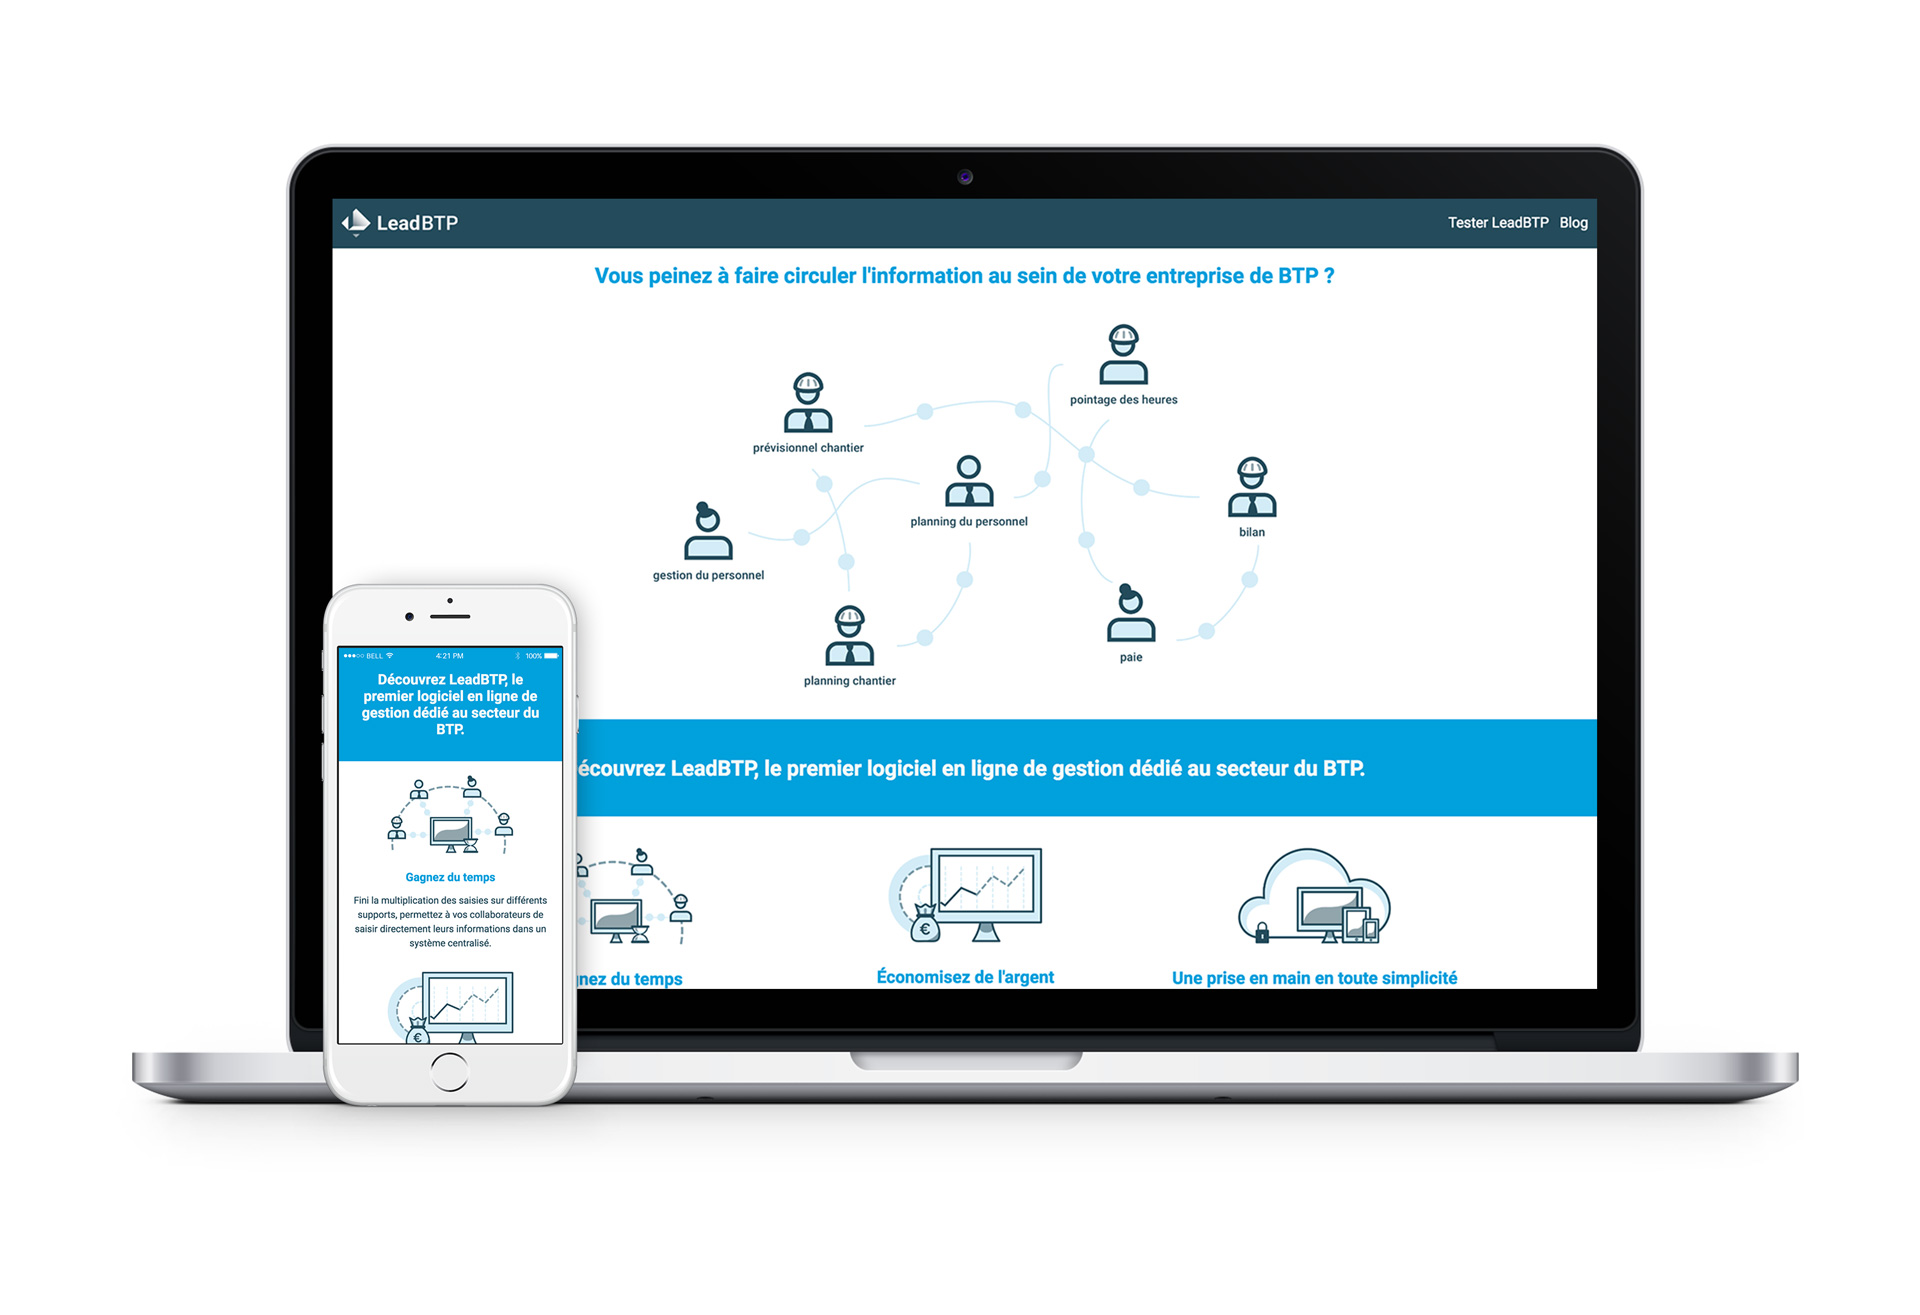 LeadBTP
Tester LeadBTP Blog
Vous peinez à faire circuler l'information au sein de votre entreprise de BTP ?
pointage des heures
prévisionnel chantier
planning du personnel
bilan
gestion du personnel
paie
planning chantier
écouvrez LeadBTP, le premier logiciel en ligne de gestion dédié au secteur du BTP.
€
gnez du temps
Économisez de l'argent
Une prise en main en toute simplicité
BELL 4:21 PM 100%
Découvrez LeadBTP, le
premier logiciel en ligne de
gestion dédié au secteur du
BTP.
Gagnez du temps
Fini la multiplication des saisies sur différents
supports, permettez à vos collaborateurs de
saisir directement leurs informations dans un
système centralisé.
€